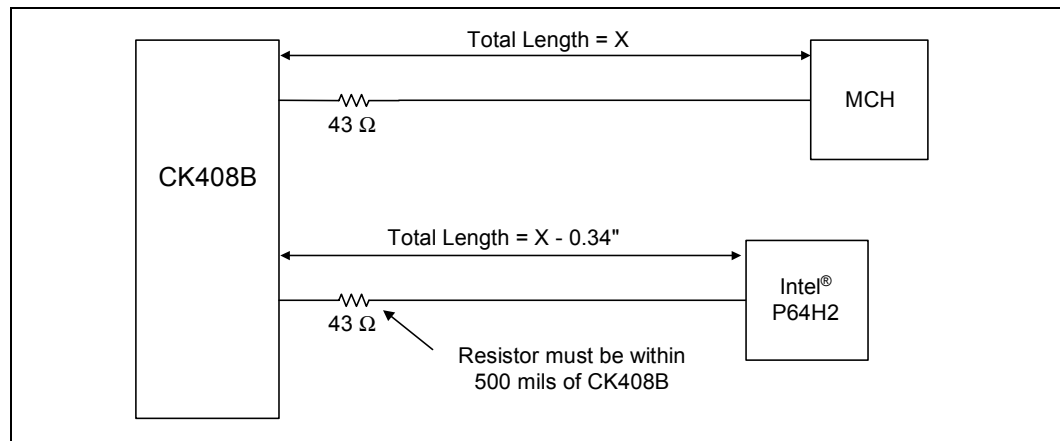 Total Length = X
MCH
43 Ω
CK408B
Total Length = X - 0.34"
Intel®
P64H2
43 Ω
Resistor must be within
500 mils of CK408B